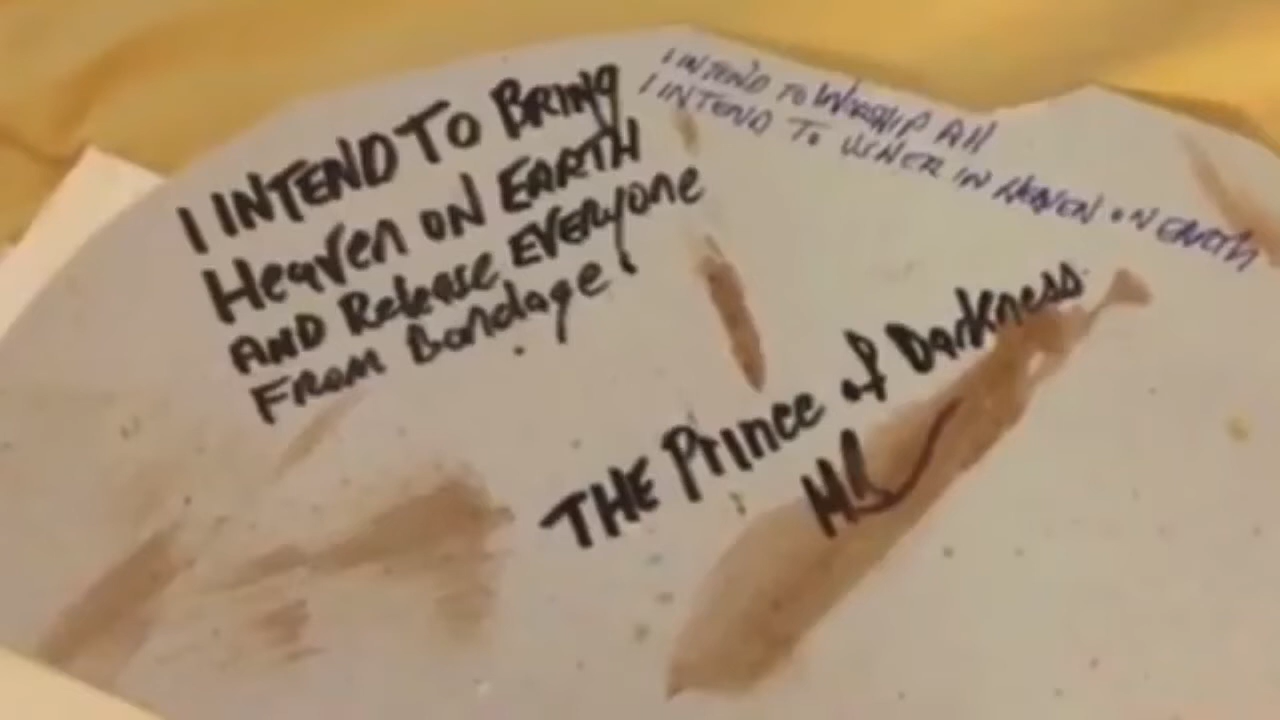 I INTEND TO BRING
Heaven ON EARTH
AND Release EVERYone
FROM Bondage.
I INTEND TO WORSHIP All
I INTEND TO USHER IN HEAVEN ON EARTH
THE Prince of Darkness